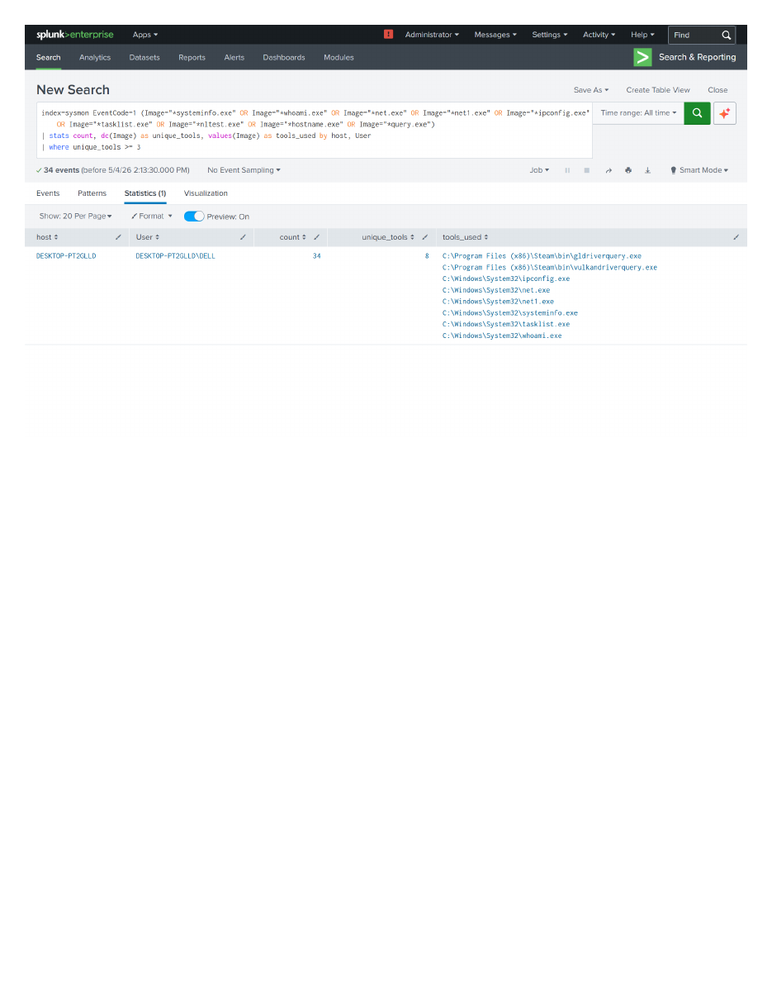 splunk>enterprise Apps ! Administrator Messages Settings Activity Help Find
Search Analytics Datasets Reports Alerts Dashboards Modules > Search & Reporting
New Search Save As Create Table View Close
index=sysmon EventCode=1 (Image="*systeminfo.exe" OR Image="*whoami.exe" OR Image="*net.exe" OR Image="*net1.exe" OR Image="*ipconfig.exe" Time range: All time
OR Image="*tasklist.exe" OR Image="*nltest.exe" OR Image="*hostname.exe" OR Image="*query.exe")
| stats count, dc(Image) as unique_tools, values(Image) as tools_used by host, User
| where unique_tools >= 3
34 events (before 5/4/26 2:13:30.000 PM) No Event Sampling Job Smart Mode
Events Patterns Statistics (1) Visualization
Show: 20 Per Page Format Preview: On
host User count unique_tools tools_used
DESKTOP-PT2GLLD DESKTOP-PT2GLLD\DELL 34 8 C:\Program Files (x86)\Steam\bin\gldriverquery.exe
C:\Program Files (x86)\Steam\bin\vulkandriverquery.exe
C:\Windows\System32\ipconfig.exe
C:\Windows\System32\net.exe
C:\Windows\System32\net1.exe
C:\Windows\System32\systeminfo.exe
C:\Windows\System32\tasklist.exe
C:\Windows\System32\whoami.exe